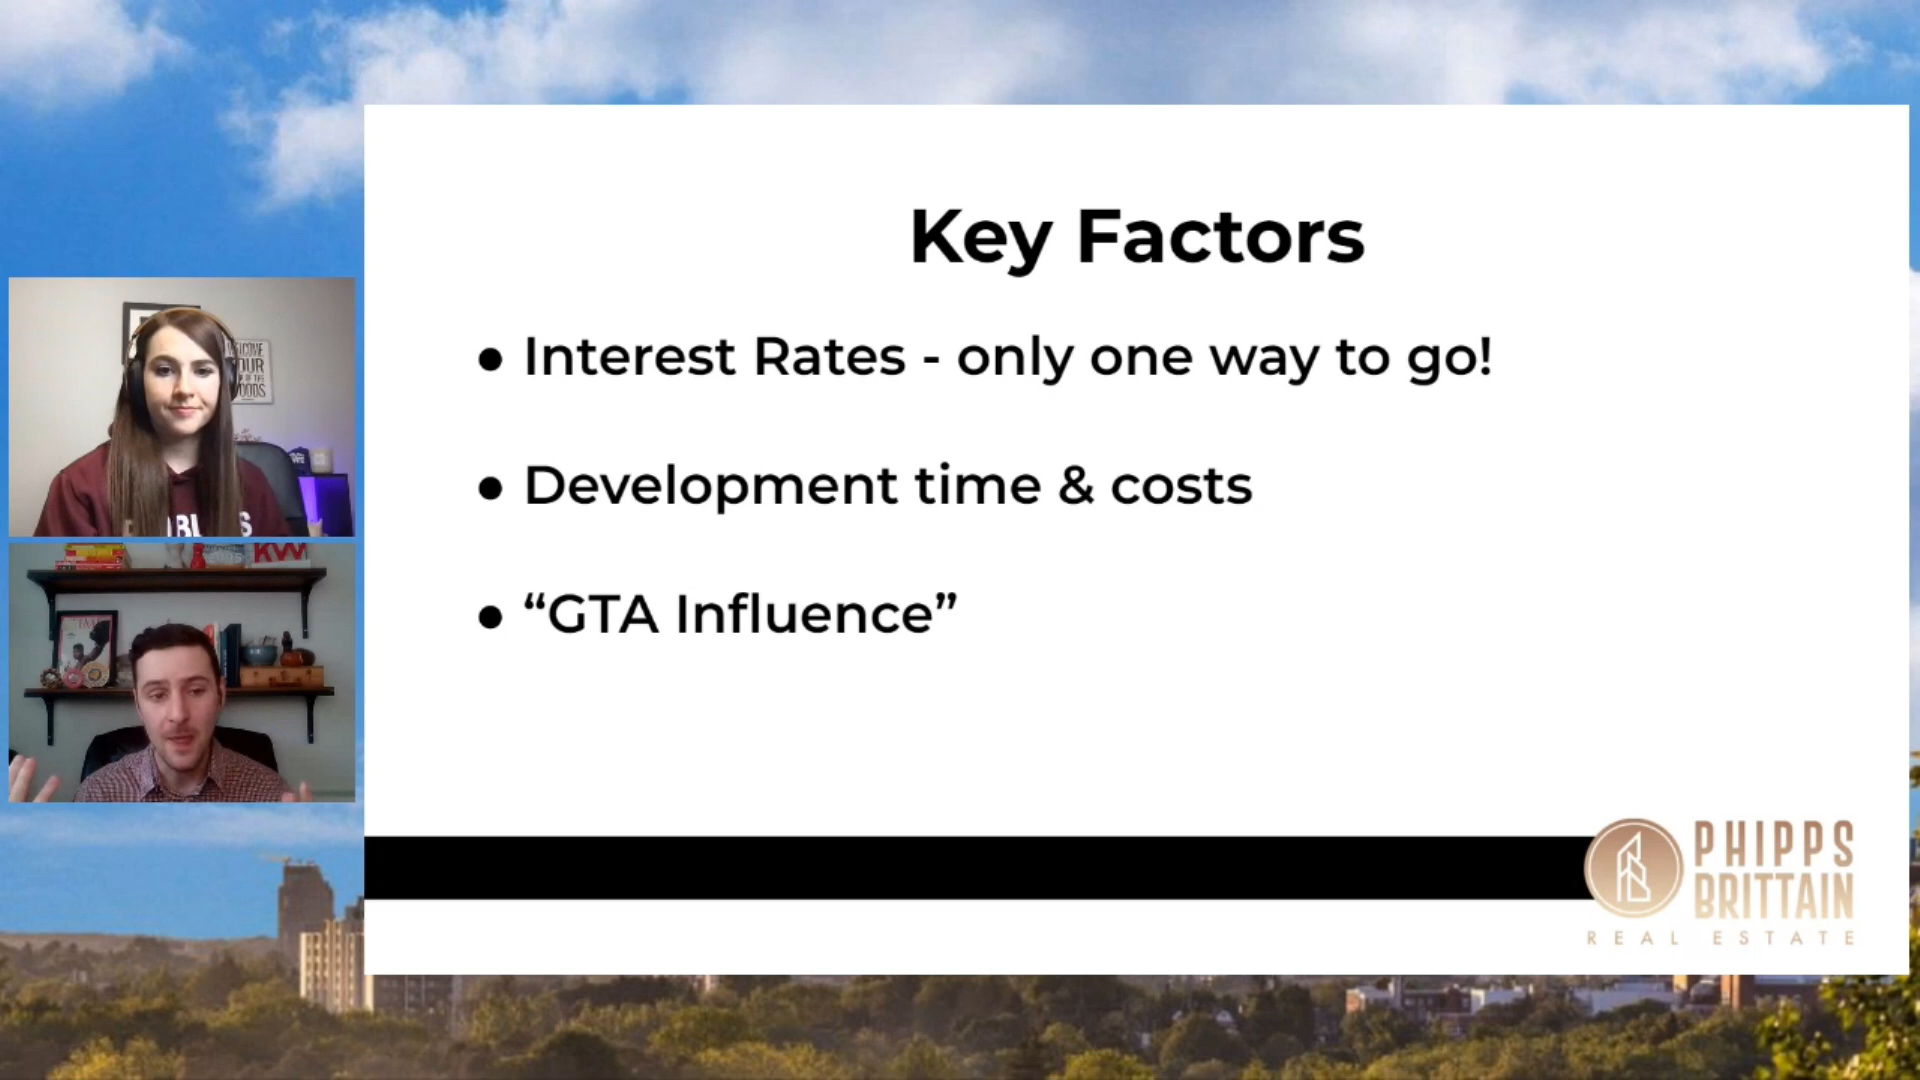 Key Factors
● Interest Rates - only one way to go!
● Development time & costs
● “GTA Influence”
PHIPPS
BRITTAIN
REAL ESTATE
KW